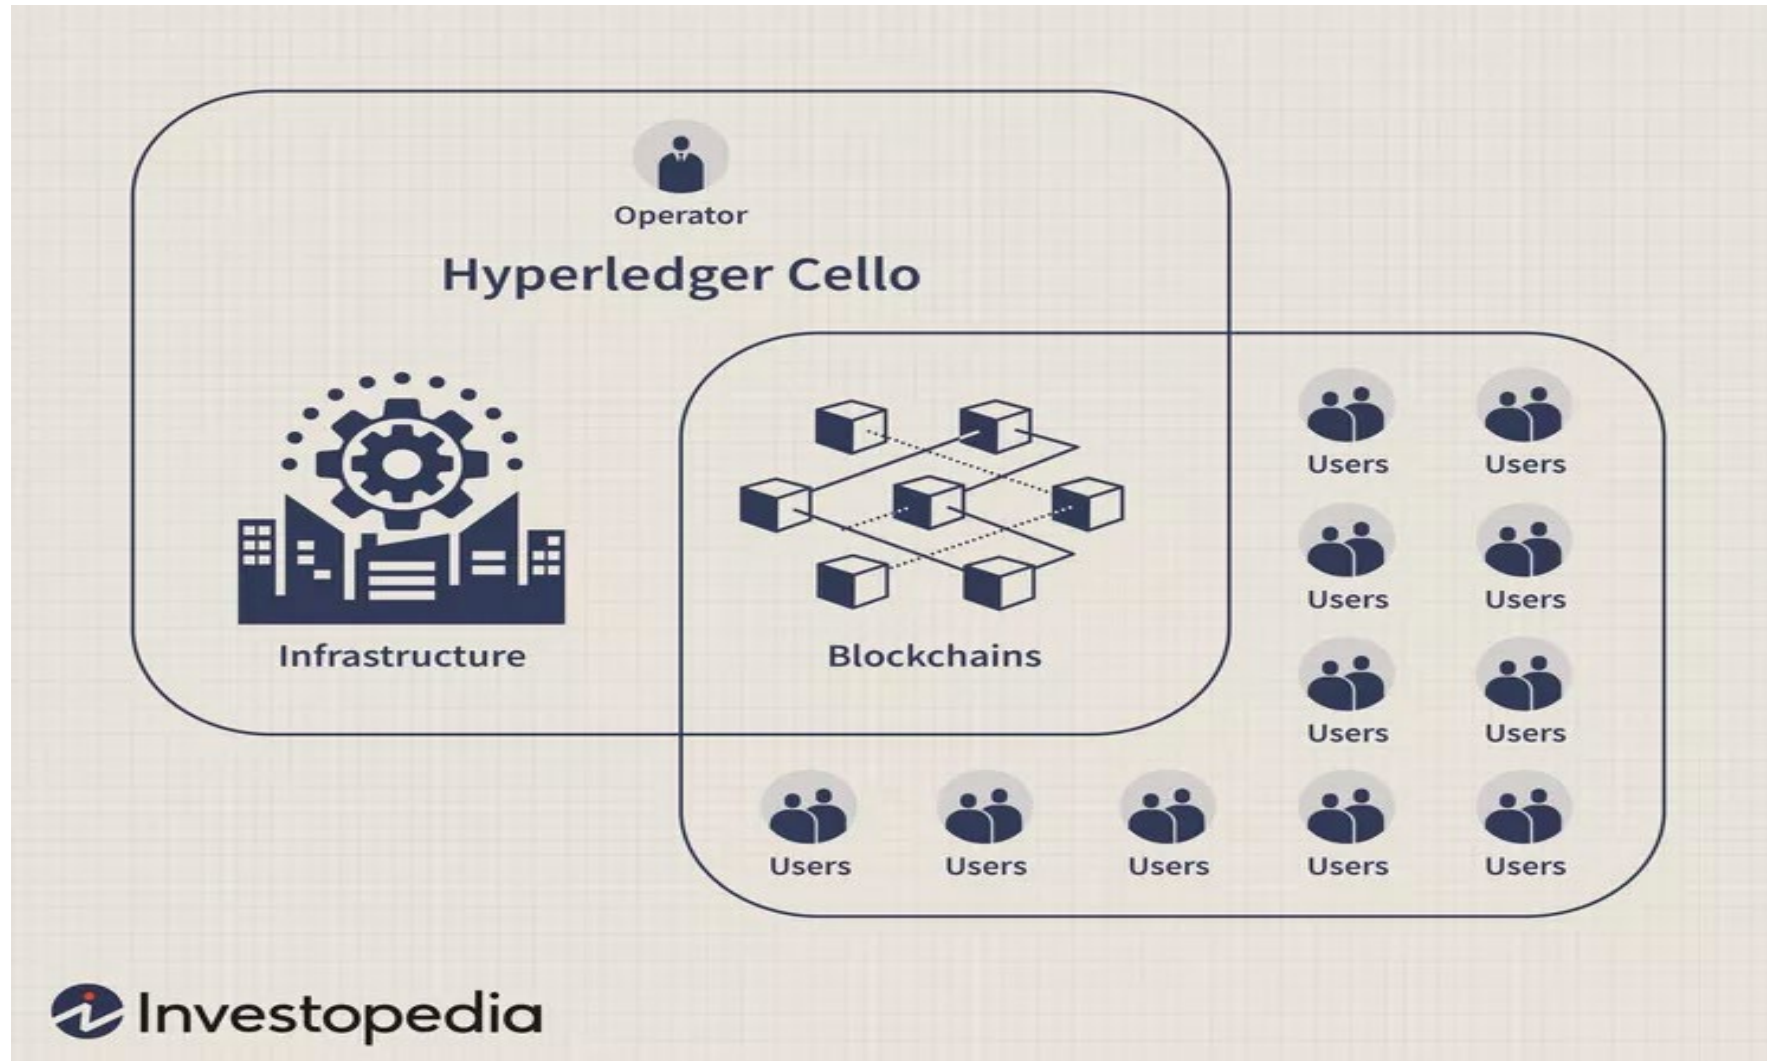 Operator
Hyperledger Cello
Users Users
Users Users
Infrastructure Blockchains
Users Users
Users Users Users Users Users
Investopedia